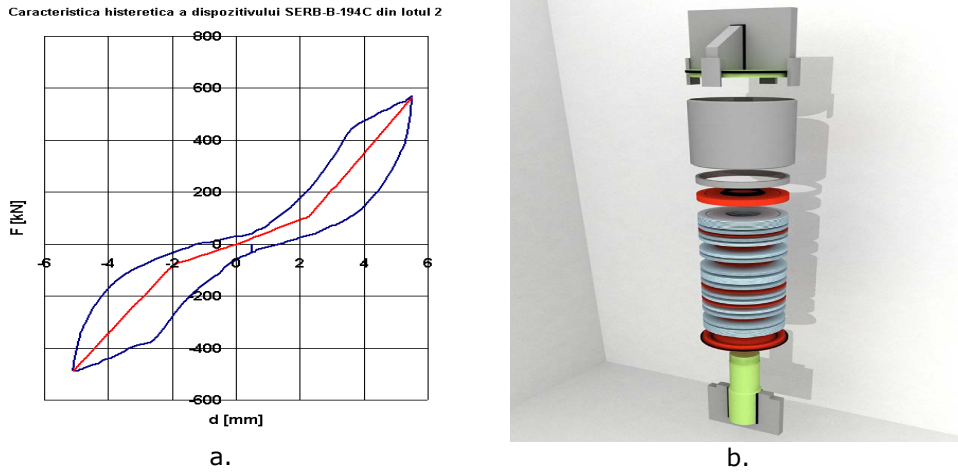 Caracteristica histeretica a dispozitivului SERB-B-194C din lotul 2
800
600
400
200
0
-6 -4 -2 0 2 4 6
-200
-400
-600
F [kN]
d [mm]
a.
b.